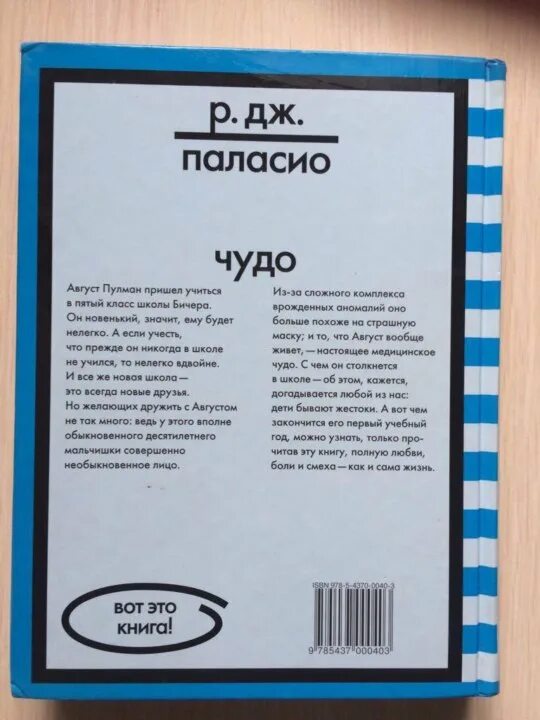 р. дж.
паласио
чудо
Август Пулман пришел учиться
в пятый класс школы Бичера.
Он новенький, значит, ему будет
нелегко. А если учесть,
что прежде он никогда в школе
не учился, то нелегко вдвойне.
И все же новая школа —
это всегда новые друзья.
Но желающих дружить с Августом
не так много: ведь у этого вполне
обыкновенного десятилетнего
мальчишки совершенно
необыкновенное лицо.
Из-за сложного комплекса
врожденных аномалий оно
больше похоже на страшную
маску; и то, что Август вообще
живет, — настоящее медицинское
чудо. С чем он столкнется
в школе — об этом, кажется,
догадывается любой из нас:
дети бывают жестоки. А вот чем
закончится его первый учебный
год, можно узнать, только про-
читав эту книгу, полную любви,
боли и смеха — как и сама жизнь.
ВОТ ЭТО
КНИГА!
ISBN 978-5-4370-0040-3
9 785437 000403